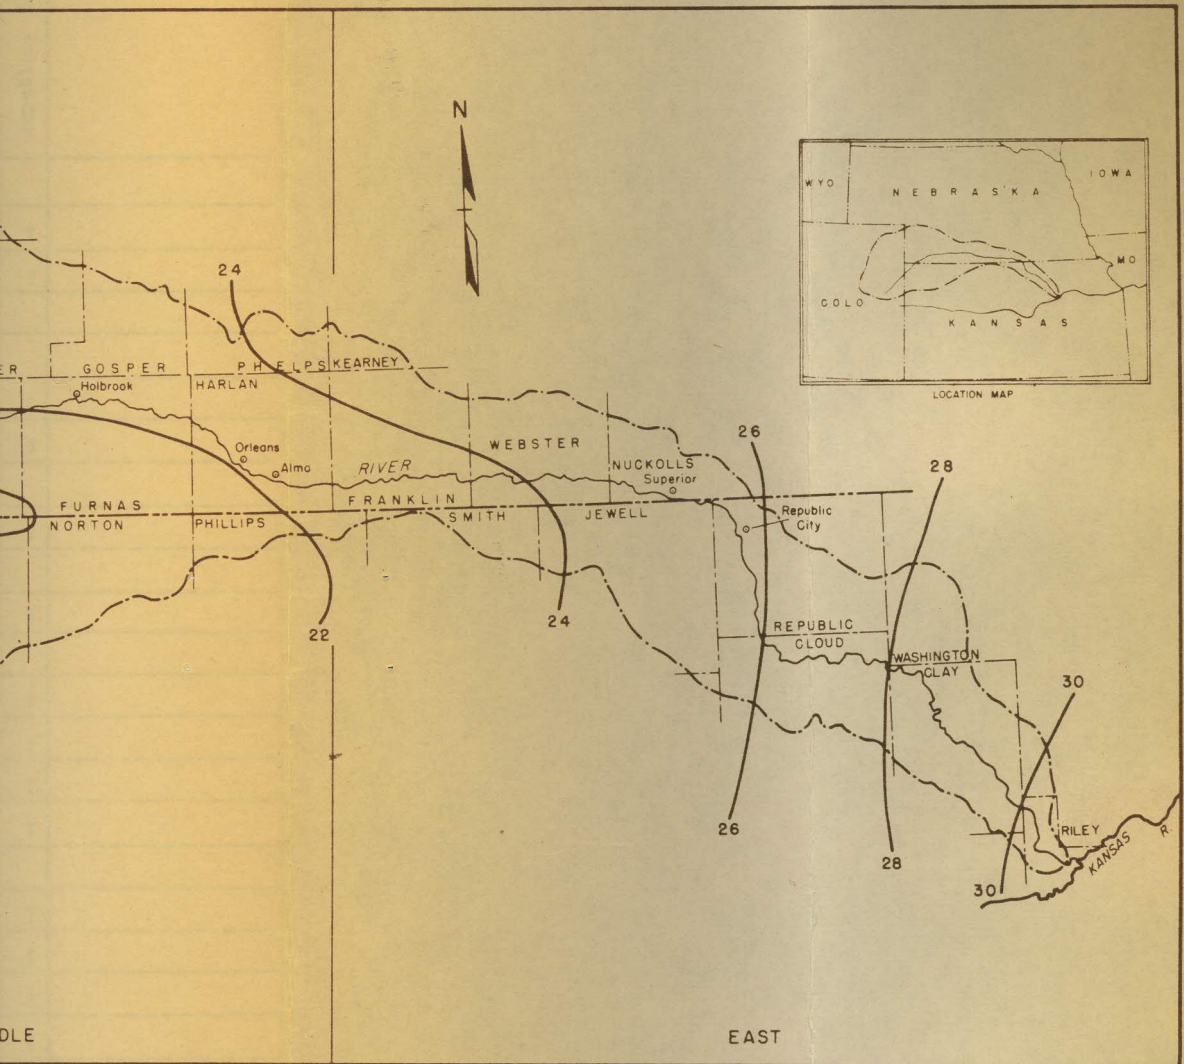 N
WYO
NEBRASKA
IOWA
MO
COLO
KANSAS
LOCATION MAP
24
ER
GOSPER
PHELPS
KEARNEY
Holbrook
HARLAN
WEBSTER
26
28
Orleans
Alma
RIVER
NUCKOLLS
Superior
FURNAS
FRANKLIN
NORTON
PHILLIPS
SMITH
JEWELL
Republic
City
22
24
REPUBLIC
CLOUD
WASHINGTON
CLAY
30
26
28
RILEY
KANSAS R.
30
DLE
EAST